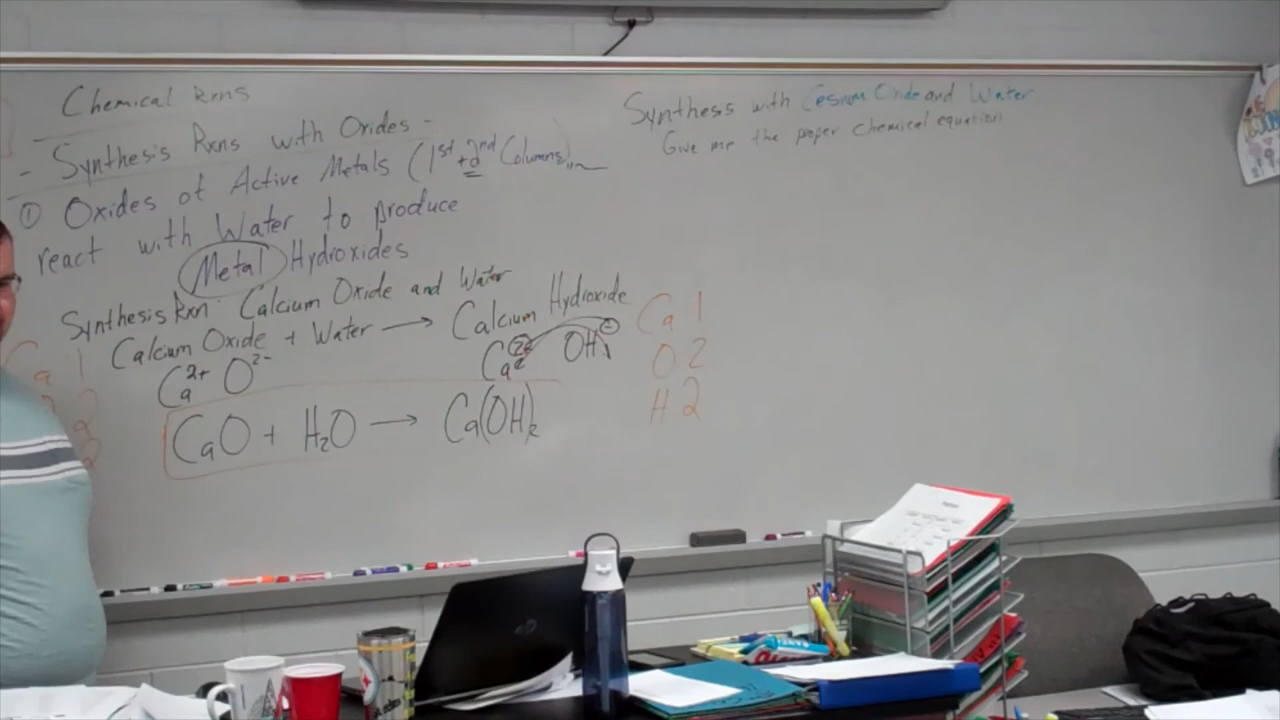 Chemical Rxns
- Synthesis Rxns with Oxides -
① Oxides of Active Metals (1st + 2nd Columns)
react with Water to produce
Metal Hydroxides
Synthesis Rxn: Calcium Oxide and Water
Calcium Oxide + Water → Calcium Hydroxide
Ca2+ O2-
OH
CaO + H2O → Ca(OH)2
Ca 1
O 2
H 2
Synthesis with Cesium Oxide and Water
Give me the proper chemical equation
hp